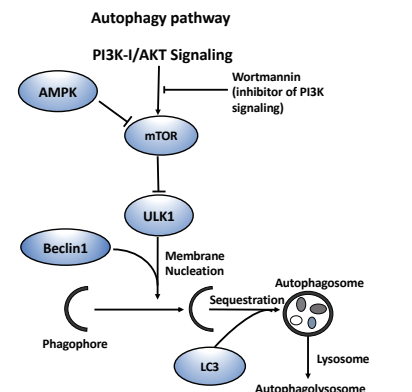 Autophagy pathway
PI3K-I/AKT Signaling
Wortmannin
(inhibitor of PI3K
signaling)
AMPK
mTOR
ULK1
Beclin1
Membrane
Nucleation
Autophagosome
Sequestration
Phagophore
LC3
Lysosome
Autophagolysosome